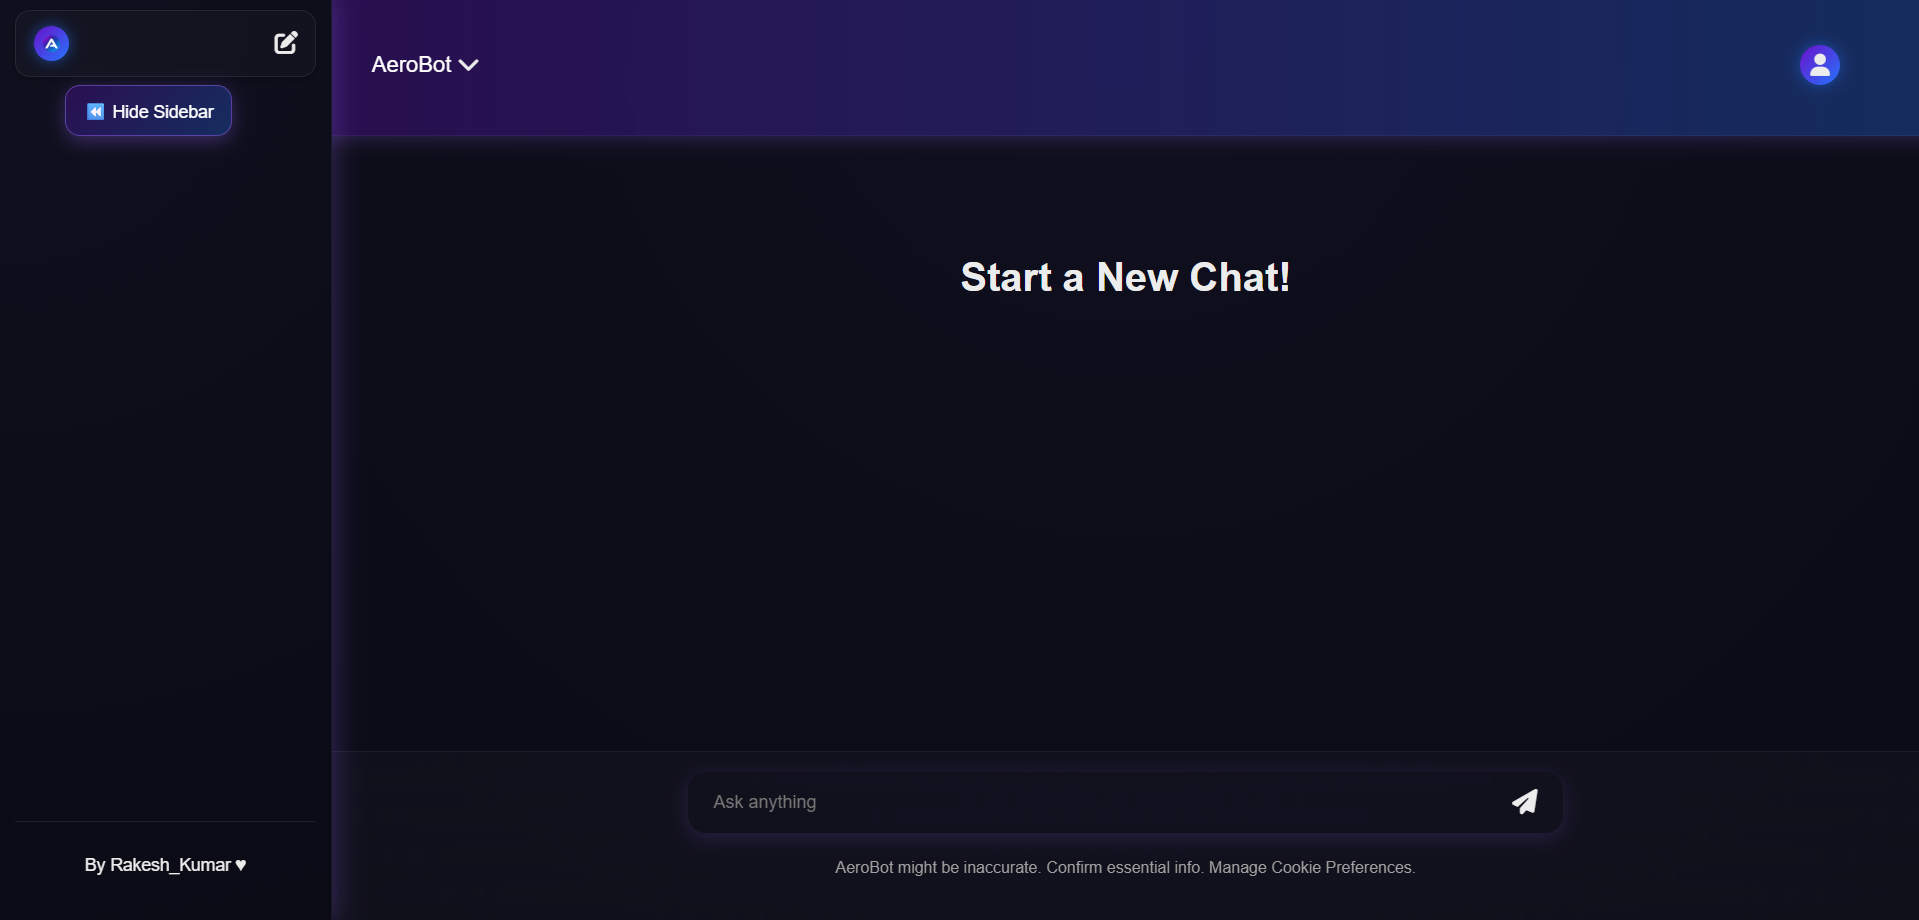 ⏪ Hide Sidebar
AeroBot
Start a New Chat!
Ask anything
AeroBot might be inaccurate. Confirm essential info. Manage Cookie Preferences.
By Rakesh_Kumar ♥